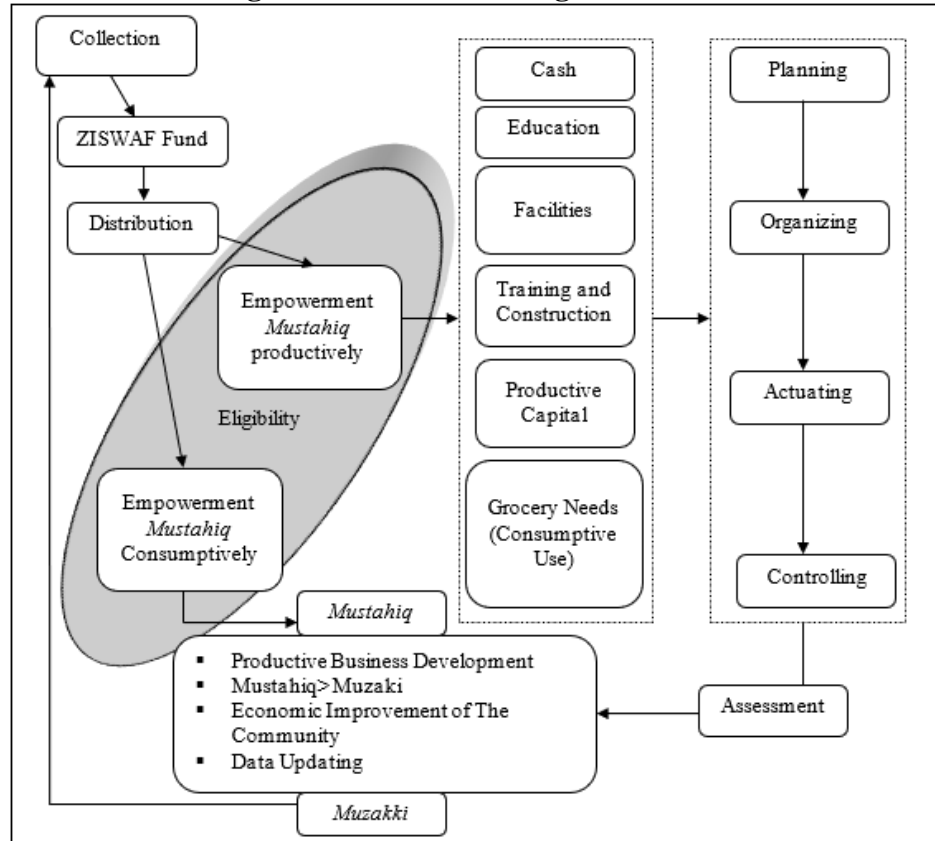 Collection
ZISWAF Fund
Distribution
Empowerment
Mustahiq
productively
Eligibility
Empowerment
Mustahiq
Consumptively
Cash
Education
Facilities
Training and
Construction
Productive
Capital
Grocery Needs
(Consumptive
Use)
Planning
Organizing
Actuating
Controlling
Assessment
Mustahiq
▪ Productive Business Development
▪ Mustahiq>Muzaki
▪ Economic Improvement of The
Community
▪ Data Updating
Muzakki